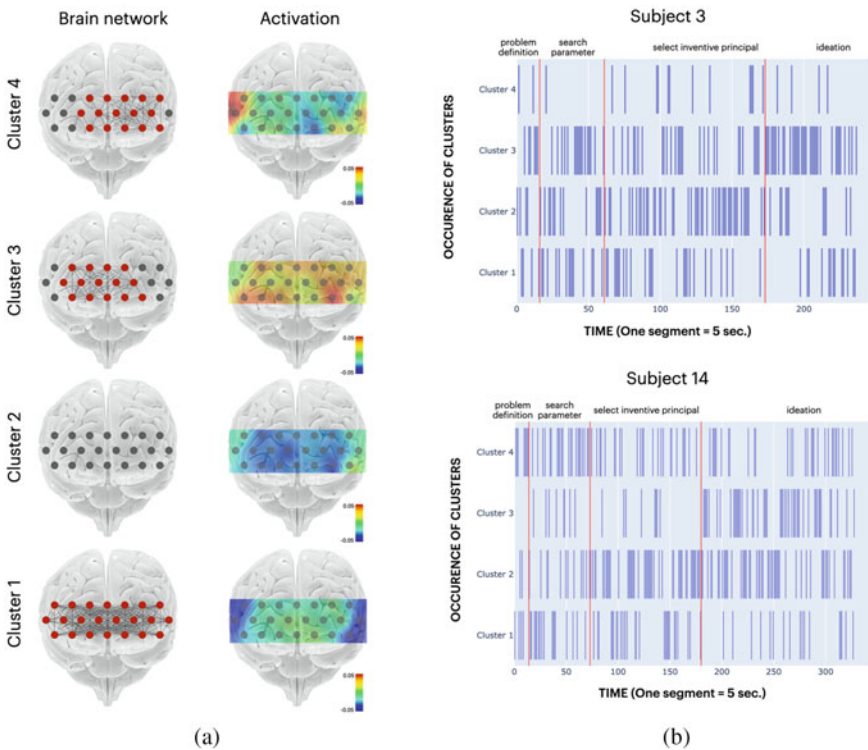 Brain network
Activation
Cluster 4
0.05
-0.05
Cluster 3
0.05
-0.05
Cluster 2
0.05
-0.05
Cluster 1
0.05
-0.05
(a)
Subject 3
problem
definition
search
parameter
select inventive principal
ideation
OCCURENCE OF CLUSTERS
Cluster 4
Cluster 3
Cluster 2
Cluster 1
0 50 100 150 200
TIME (One segment = 5 sec.)
Subject 14
problem
definition
search
parameter
select inventive principal
ideation
OCCURENCE OF CLUSTERS
Cluster 4
Cluster 3
Cluster 2
Cluster 1
0 50 100 150 200 250 300
TIME (One segment = 5 sec.)
(b)